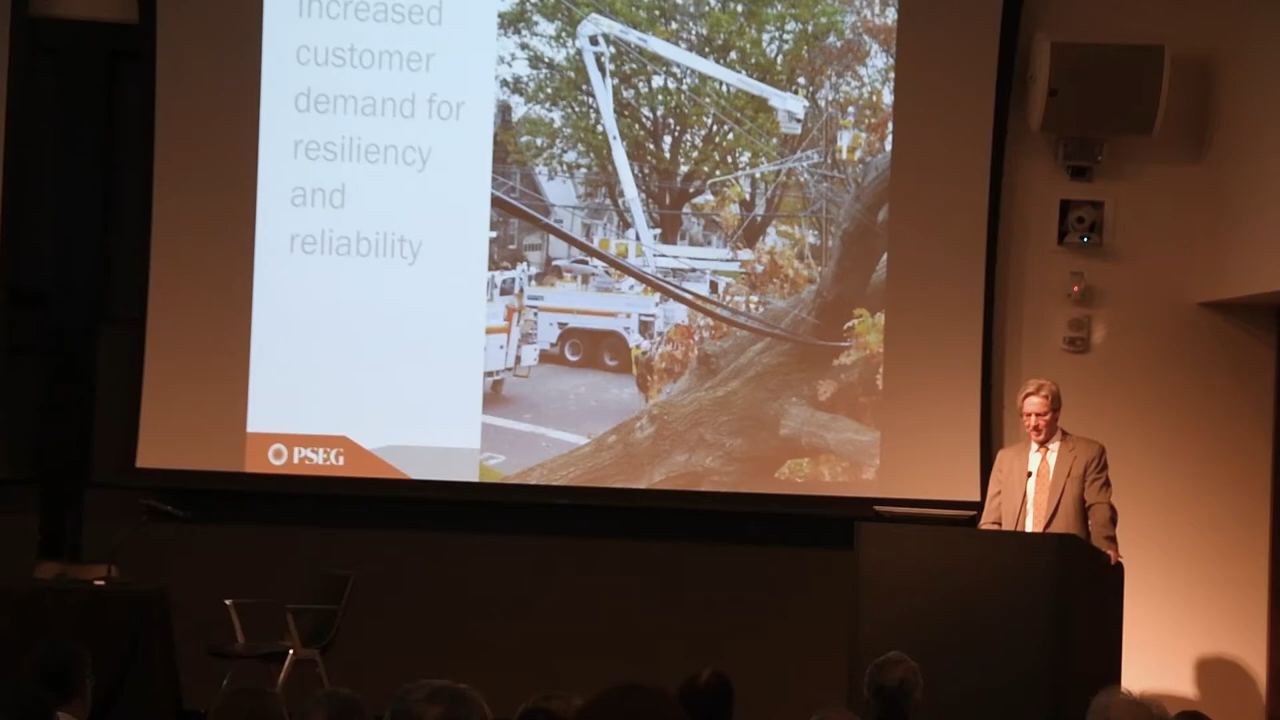 increased
customer
demand for
resiliency
and
reliability
PSEG